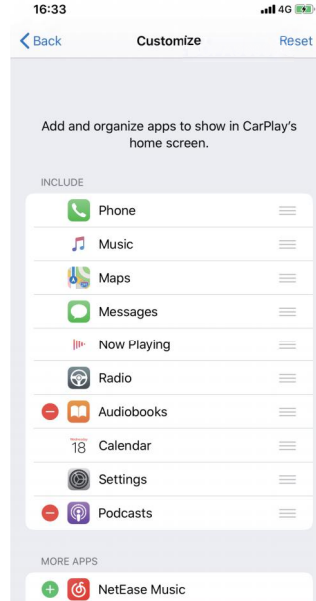 16:33
4G
Back
Customize
Reset
Add and organize apps to show in CarPlay's
home screen.
INCLUDE
Phone
Music
Maps
Messages
Now Playing
Radio
Audiobooks
18
Calendar
Settings
Podcasts
MORE APPS
NetEase Music